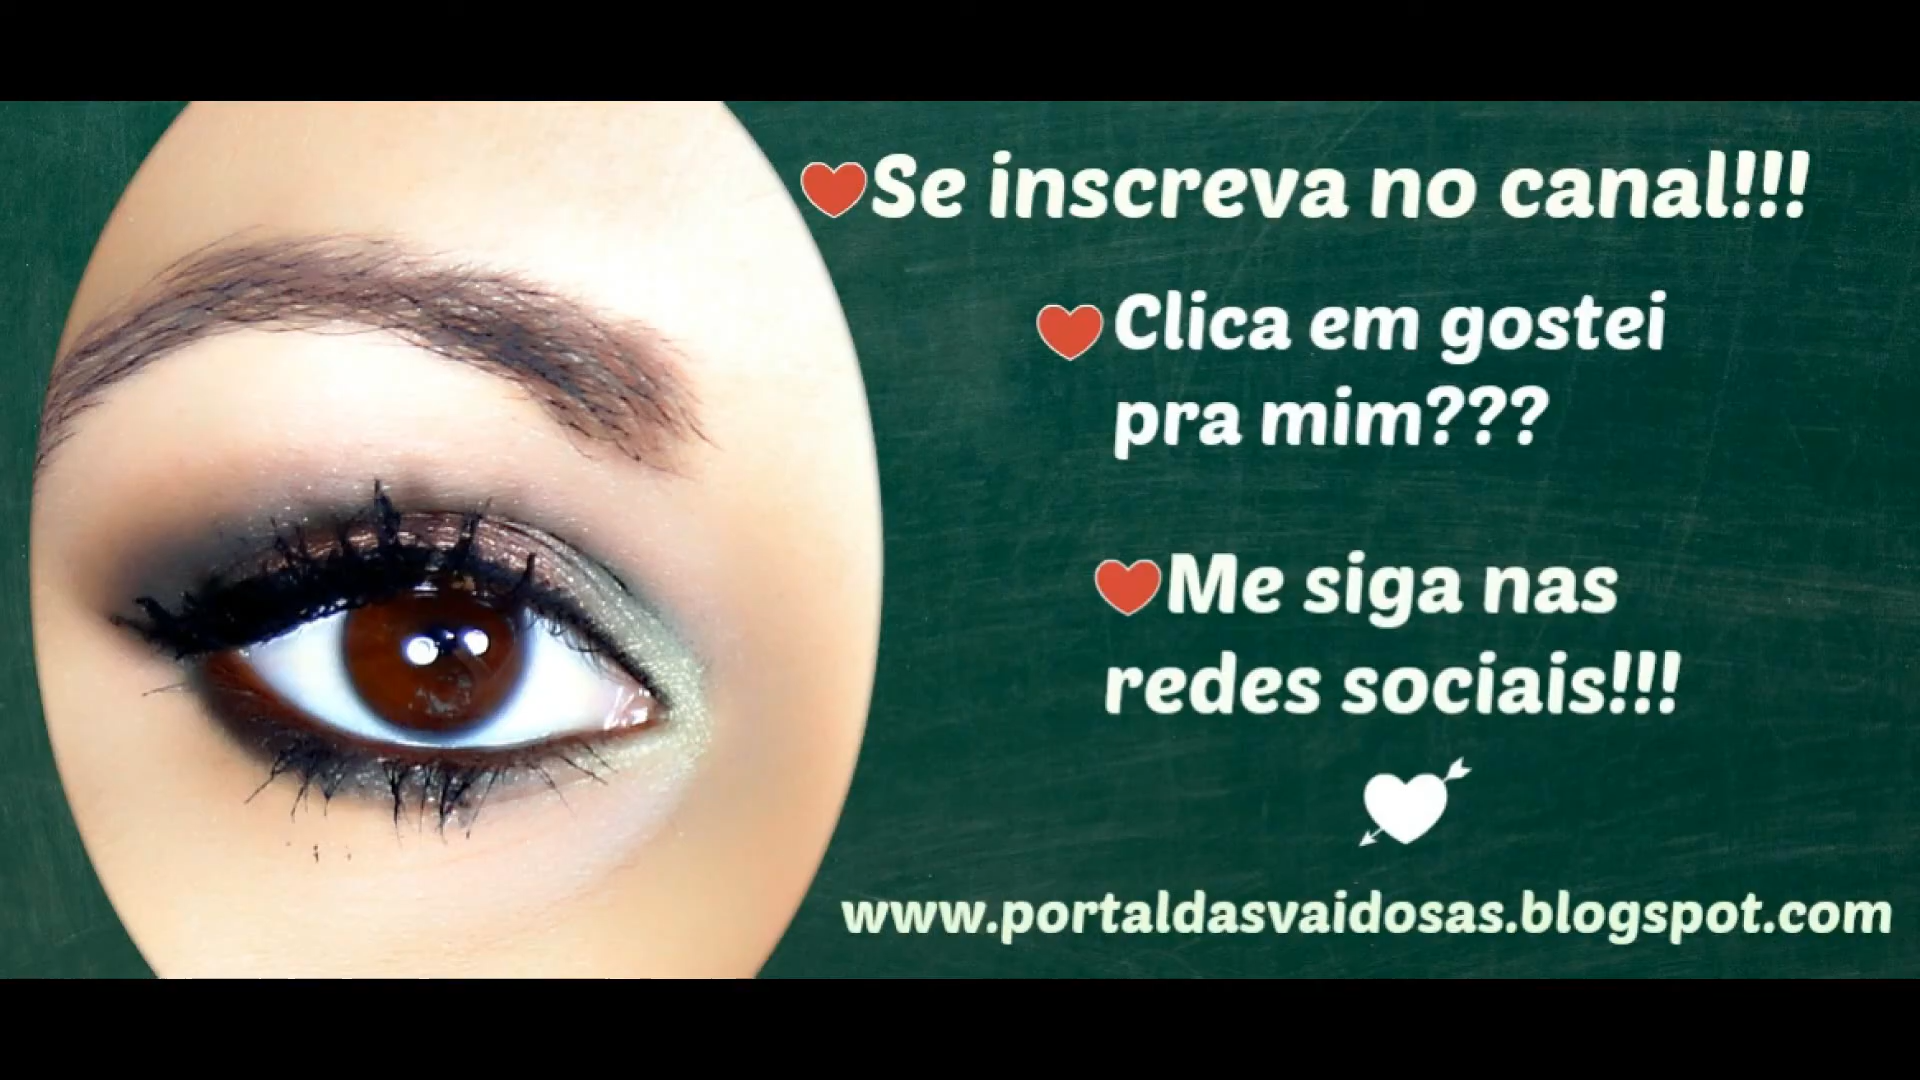 Se inscreva no canal!!!
Clica em gostei
pra mim???
Me siga nas
redes sociais!!!
www.portaldasvaidosas.blogspot.com